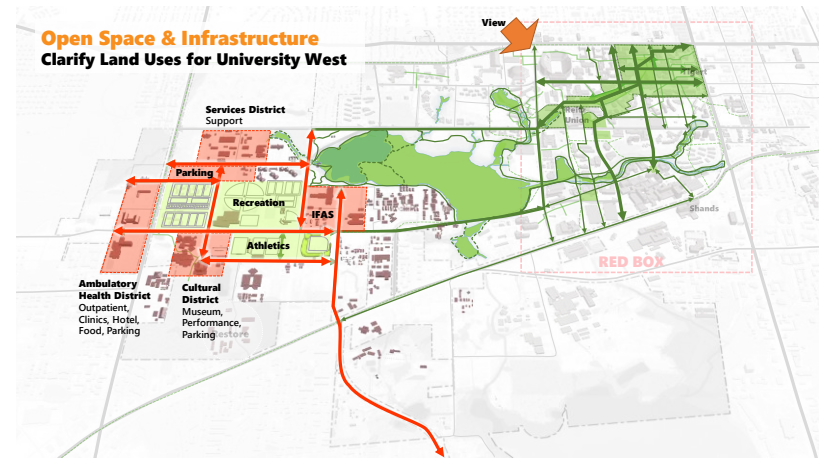 Open Space & Infrastructure
Clarify Land Uses for University West
View
Services District
Support
Parking
Recreation
IFAS
Athletics
Reitz
Union
Shands
RED BOX
Ambulatory
Health District
Outpatient,
Clinics, Hotel,
Food, Parking
Cultural
District
Museum,
Performance,
Parking